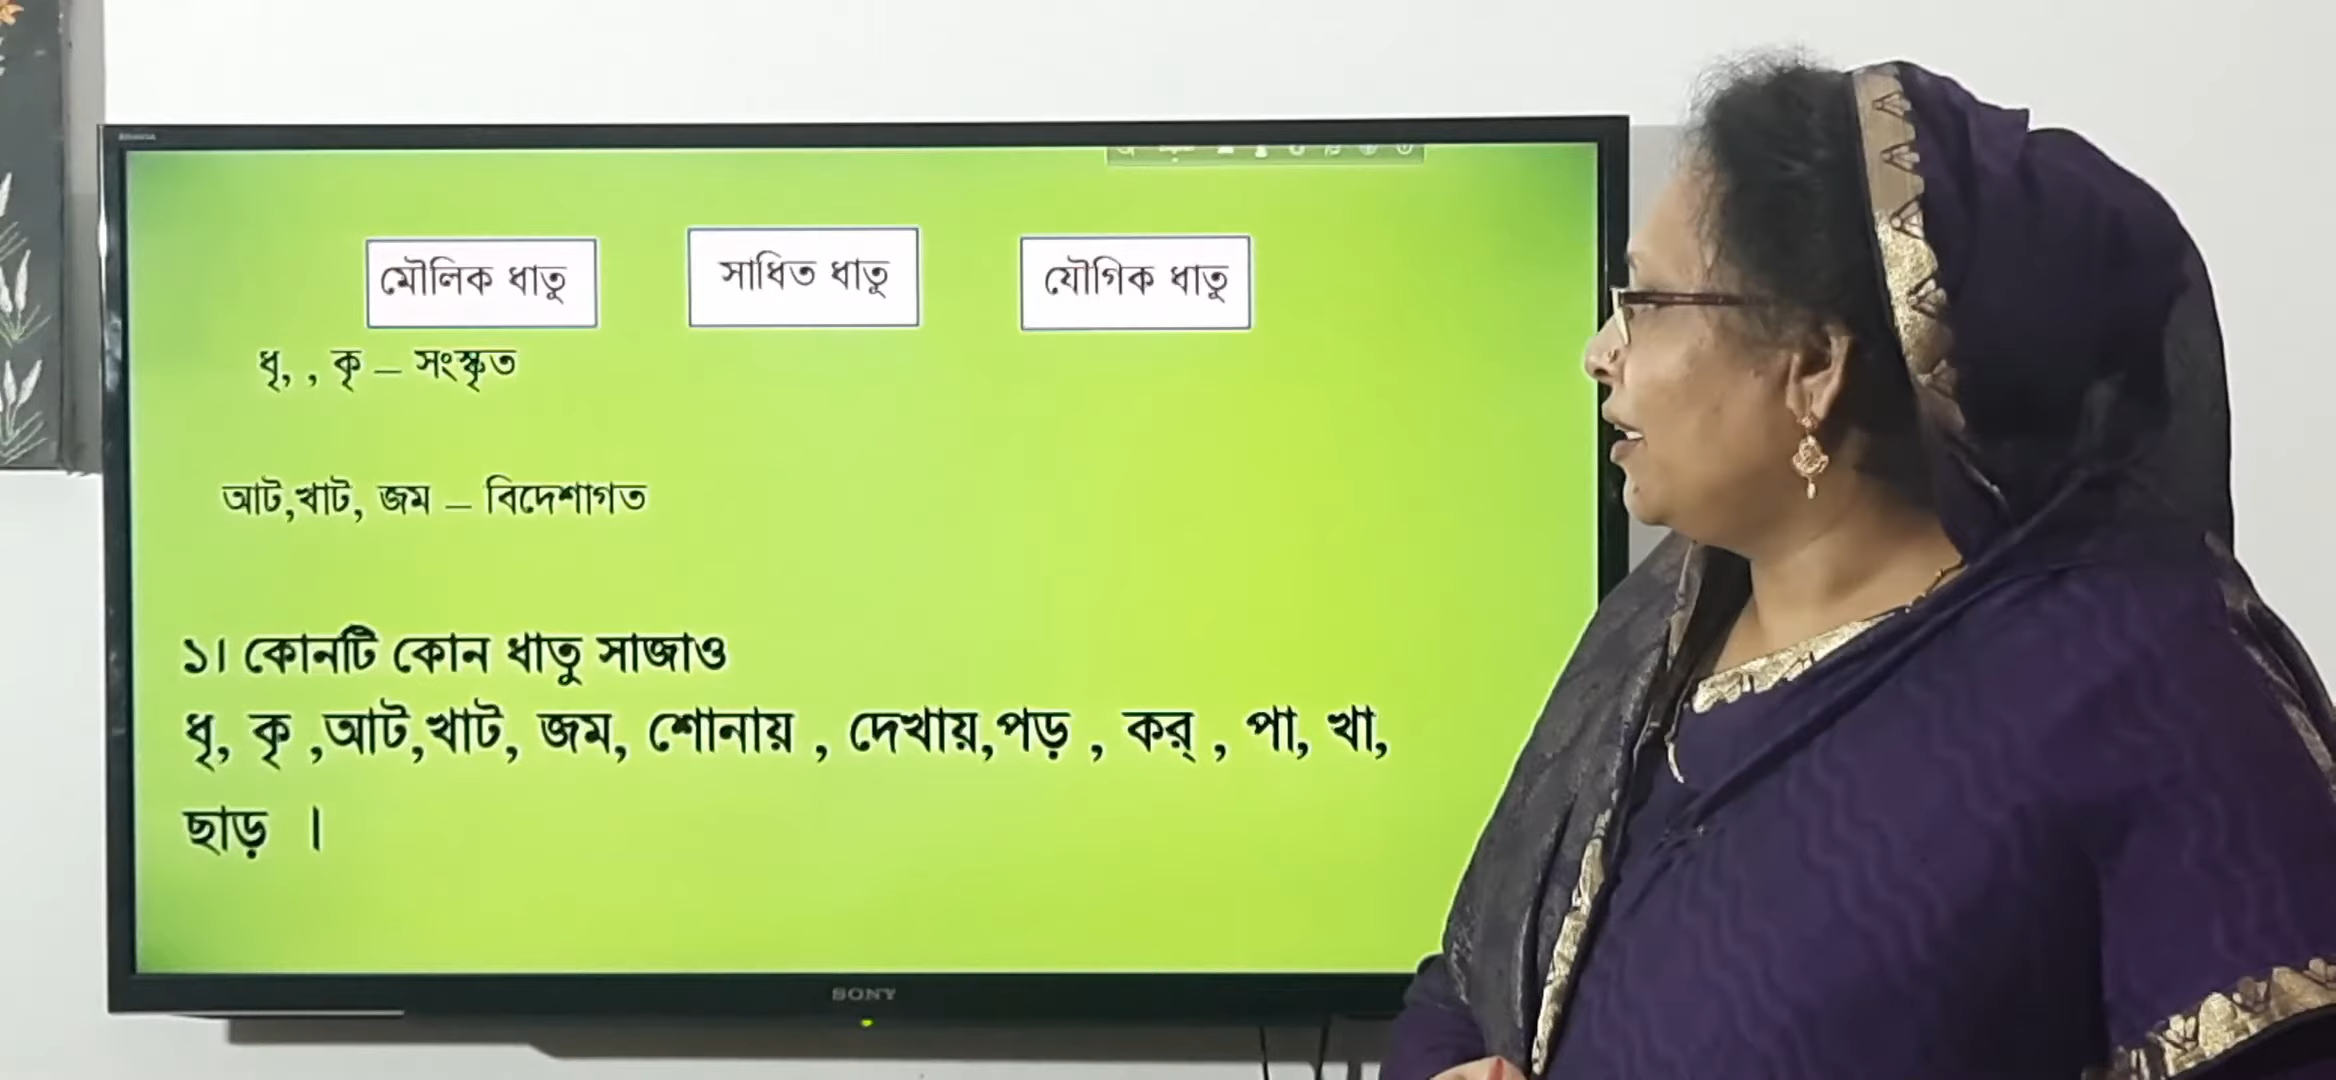 মৌলিক ধাতু
সাধিত ধাতু
যৌগিক ধাতু
ধৃ, , কৃ – সংস্কৃত
আট,খাট, জম – বিদেশাগত
১। কোনটি কোন ধাতু সাজাও
ধৃ, কৃ ,আট,খাট, জম, শোনায় , দেখায়,পড় , কর্ , পা, খা,
ছাড় ।
SONY